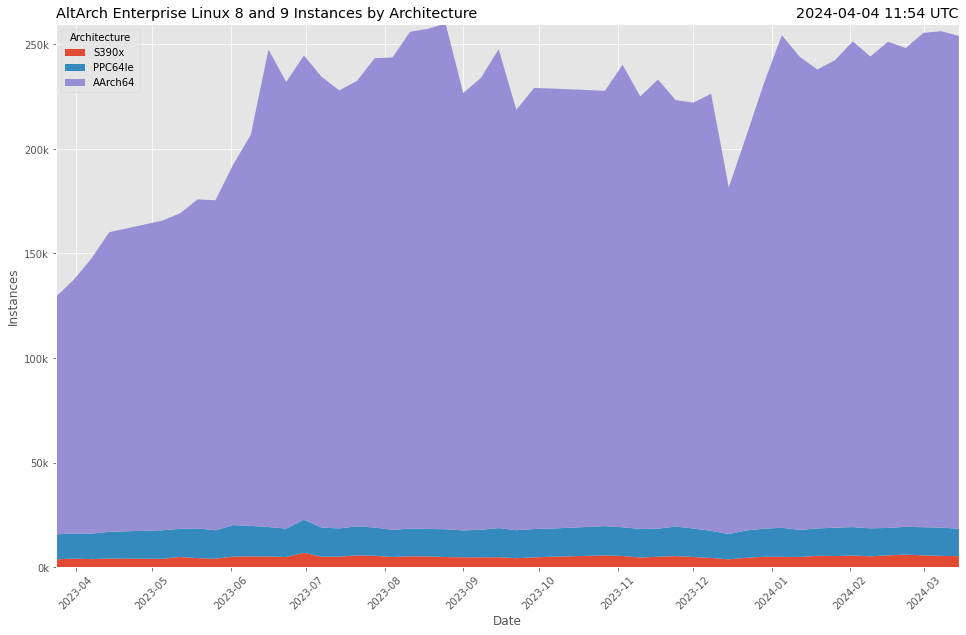 AltArch Enterprise Linux 8 and 9 Instances by Architecture
2024-04-04 11:54 UTC
Architecture
S390x
PPC64le
AArch64
250k
200k
150k
100k
50k
0k
Instances
2023-04
2023-05
2023-06
2023-07
2023-08
2023-09
2023-10
2023-11
2023-12
2024-01
2024-02
2024-03
Date